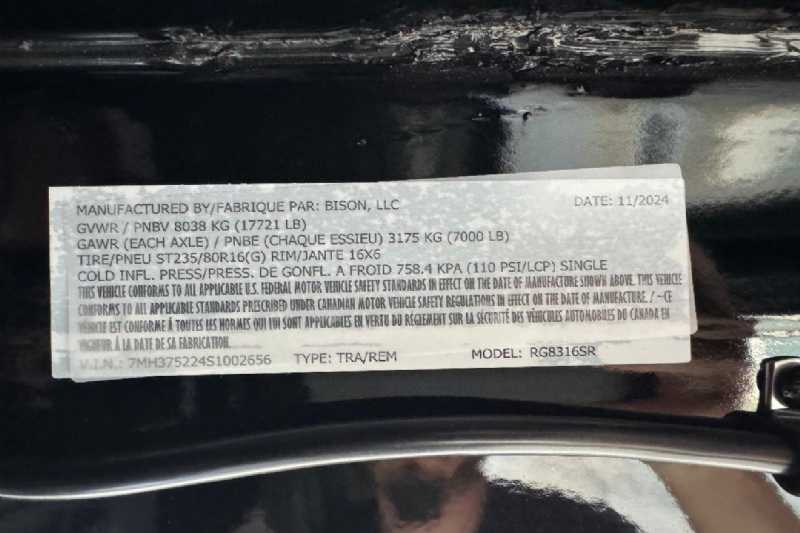 MANUFACTURED BY/FABRIQUE PAR: BISON, LLC DATE: 11/2024
GVWR / PNBV 8038 KG (17721 LB)
GAWR (EACH AXLE) / PNBE (CHAQUE ESSIEU) 3175 KG (7000 LB)
TIRE/PNEU ST235/80R16(G) RIM/JANTE 16X6
COLD INFL. PRESS/PRESS. DE GONFL. A FROID 758.4 KPA (110 PSI/LCP) SINGLE
THIS VEHICLE CONFORMS TO ALL APPLICABLE U.S. FEDERAL MOTOR VEHICLE SAFETY STANDARDS IN EFFECT ON THE DATE OF MANUFACTURE SHOWN ABOVE. THIS VEHICLE
CONFORMS TO ALL APPLICABLE STANDARDS PRESCRIBED UNDER CANADIAN MOTOR VEHICLE SAFETY REGULATIONS IN EFFECT ON THE DATE OF MANUFACTURE. / -CE
VÉHICULE EST CONFORME À TOUTES LES NORMES QUI LUI SONT APPLICABLES EN VERTU DU RÈGLEMENT SUR LA SÉCURITÉ DES VÉHICULES AUTOMOBILES DU CANADA EN
VIGUEUR À LA DATE DE SA FABRICATION.
V.I.N.: 7MH375224S1002656 TYPE: TRA/REM MODEL: RG8316SR